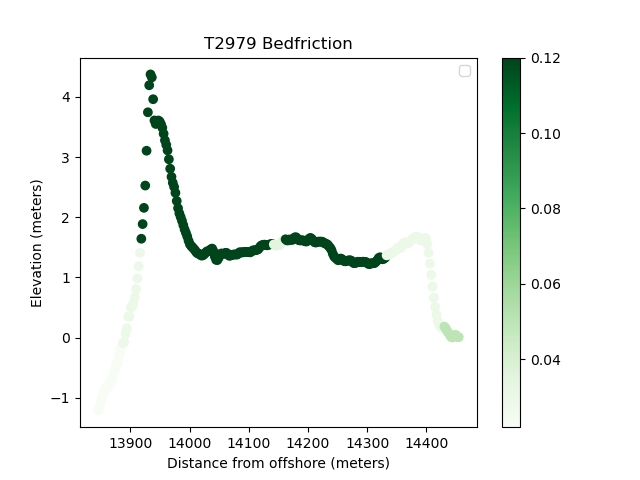 T2979 Bedfriction
Elevation (meters)
4
3
2
1
0
−1
13900 14000 14100 14200 14300 14400
Distance from offshore (meters)
0.12
0.10
0.08
0.06
0.04